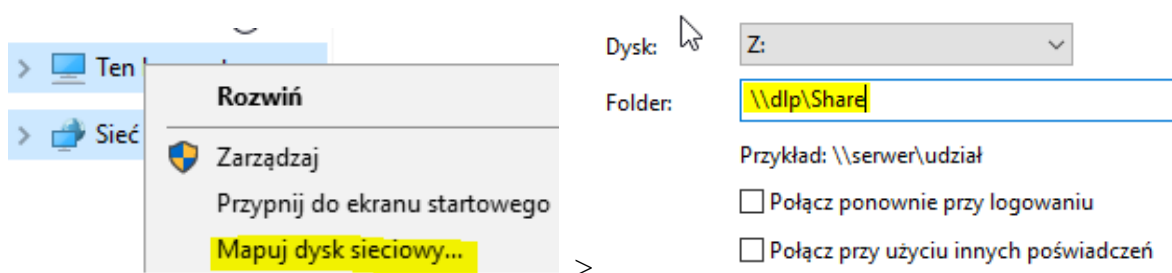 Ten
Rozwiń
Sieć
Zarządzaj
Przypnij do ekranu startowego
Mapuj dysk sieciowy...
>
Dysk:
Z:
Folder:
\\dlp\Share
Przykład: \\serwer\udział
Połącz ponownie przy logowaniu
Połącz przy użyciu innych poświadczeń